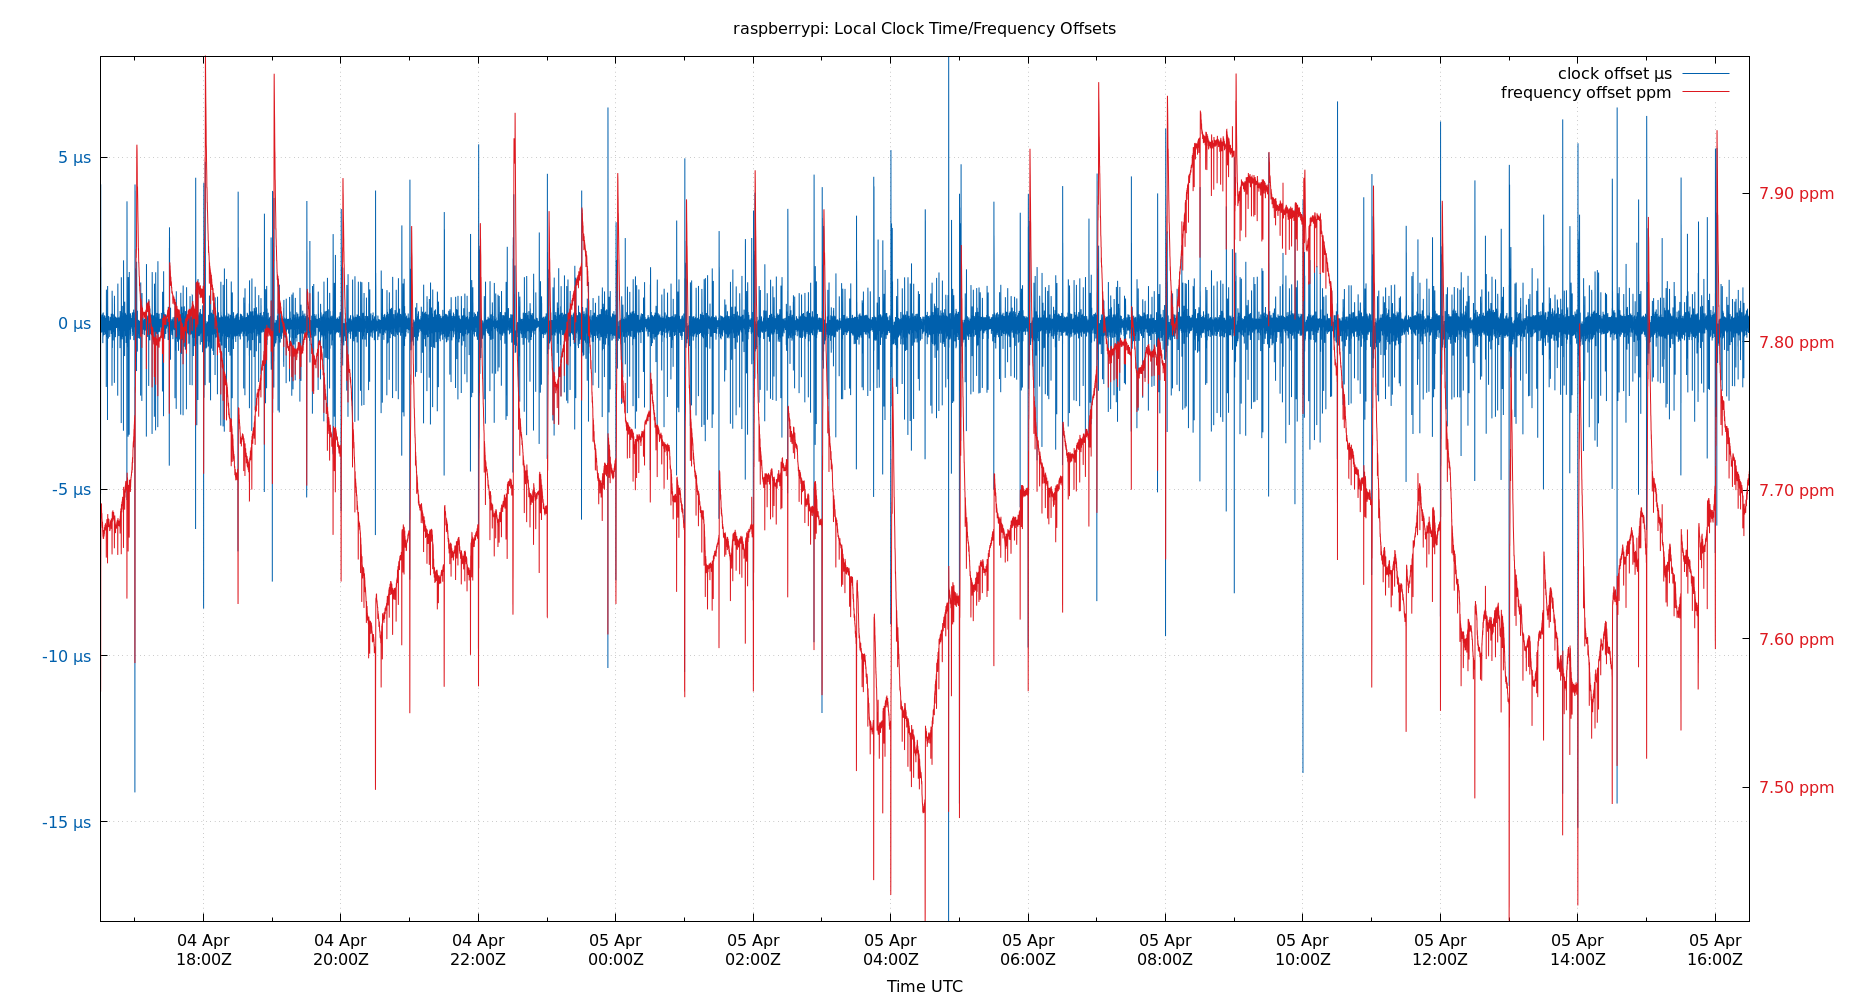 raspberrypi: Local Clock Time/Frequency Offsets
clock offset µs
frequency offset ppm
5 µs
0 µs
-5 µs
-10 µs
-15 µs
7.90 ppm
7.80 ppm
7.70 ppm
7.60 ppm
7.50 ppm
04 Apr 04 Apr 04 Apr 05 Apr 05 Apr 05 Apr 05 Apr 05 Apr 05 Apr 05 Apr 05 Apr 05 Apr
18:00Z 20:00Z 22:00Z 00:00Z 02:00Z 04:00Z 06:00Z 08:00Z 10:00Z 12:00Z 14:00Z 16:00Z
Time UTC